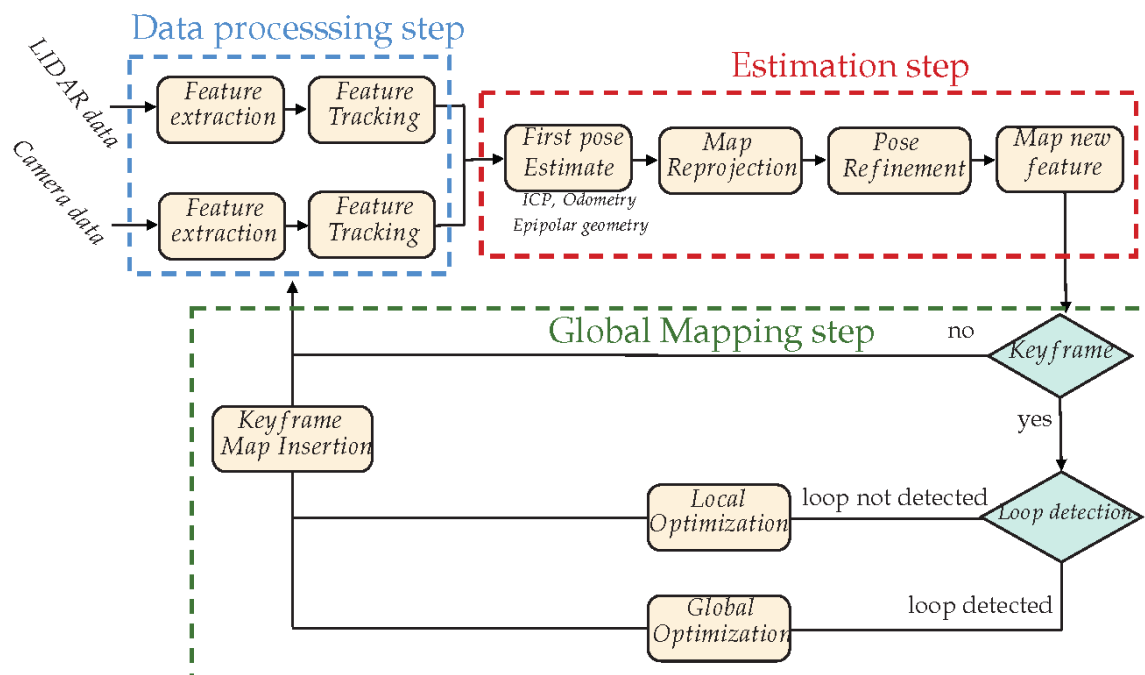 Data processsing step
LIDAR data
Camera data
Feature
extraction
Feature
Tracking
Feature
extraction
Feature
Tracking
Estimation step
First pose
Estimate
ICP, Odometry
Epipolar geometry
Map
Reprojection
Pose
Refinement
Map new
feature
Global Mapping step
no
Keyframe
yes
Keyframe
Map Insertion
Local
Optimization
loop not detected
Loop detection
Global
Optimization
loop detected